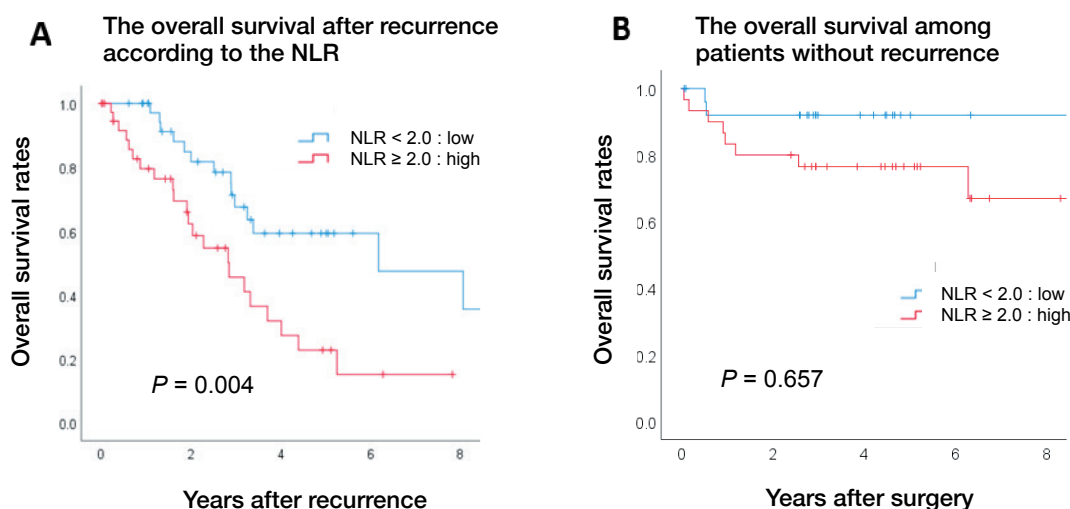 A
The overall survival after recurrence
according to the NLR
Overall survival rates
1.0
0.8
0.6
0.4
0.2
0.0
NLR < 2.0 : low
NLR ≥ 2.0 : high
P = 0.004
0 2 4 6 8
Years after recurrence
B
The overall survival among
patients without recurrence
Overall survival rates
1.0
0.8
0.6
0.4
0.2
0.0
NLR < 2.0 : low
NLR ≥ 2.0 : high
P = 0.657
0 2 4 6 8
Years after surgery